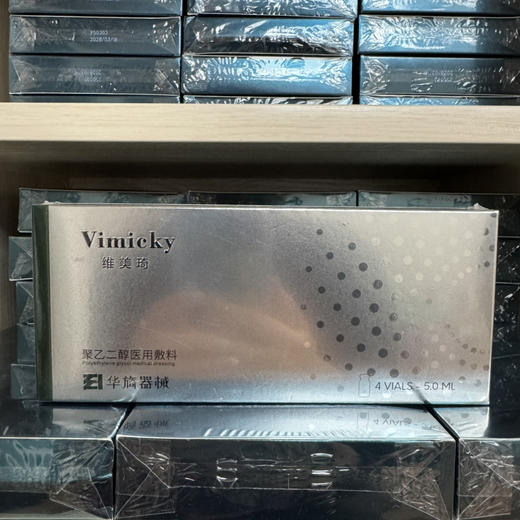 Vimicky
维美琦
聚乙二醇医用敷料
Polyethylene glycol medical dressing
华旖器械
4 VIALS - 5.0 ML